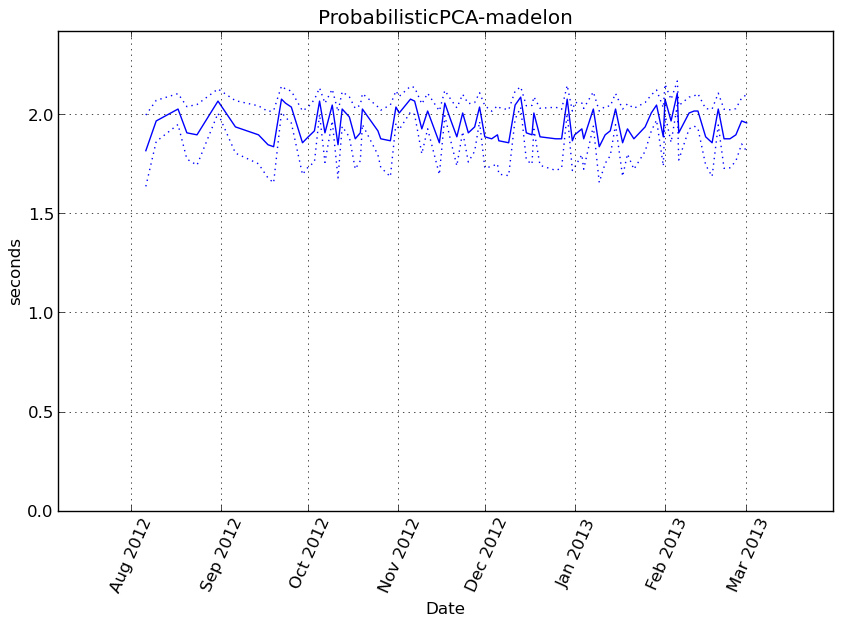 ProbabilisticPCA-madelon
2.0
1.5
1.0
0.5
0.0
seconds
Aug 2012
Sep 2012
Oct 2012
Nov 2012
Dec 2012
Jan 2013
Feb 2013
Mar 2013
Date